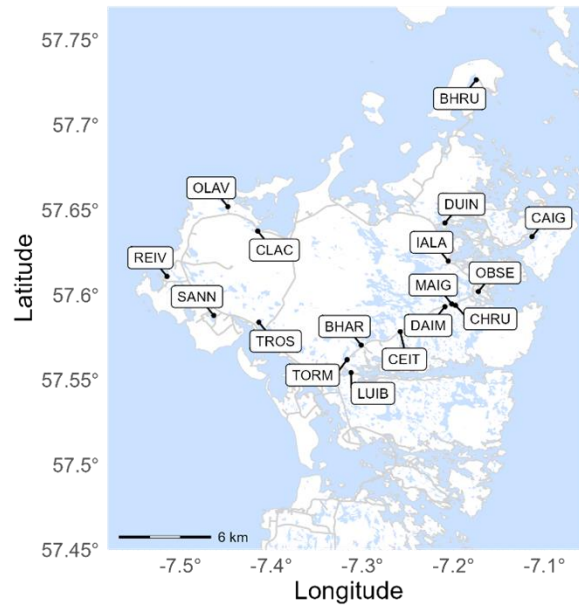 57.75°
57.7°
57.65°
57.6°
57.55°
57.5°
57.45°
Latitude
BHRU
OLAV
DUIN
CAIG
CLAC
IALA
REIV
OBSE
MAIG
SANN
CHRU
BHAR
DAIM
TROS
CEIT
TORM
LUIB
6 km
-7.5°
-7.4°
-7.3°
-7.2°
-7.1°
Longitude